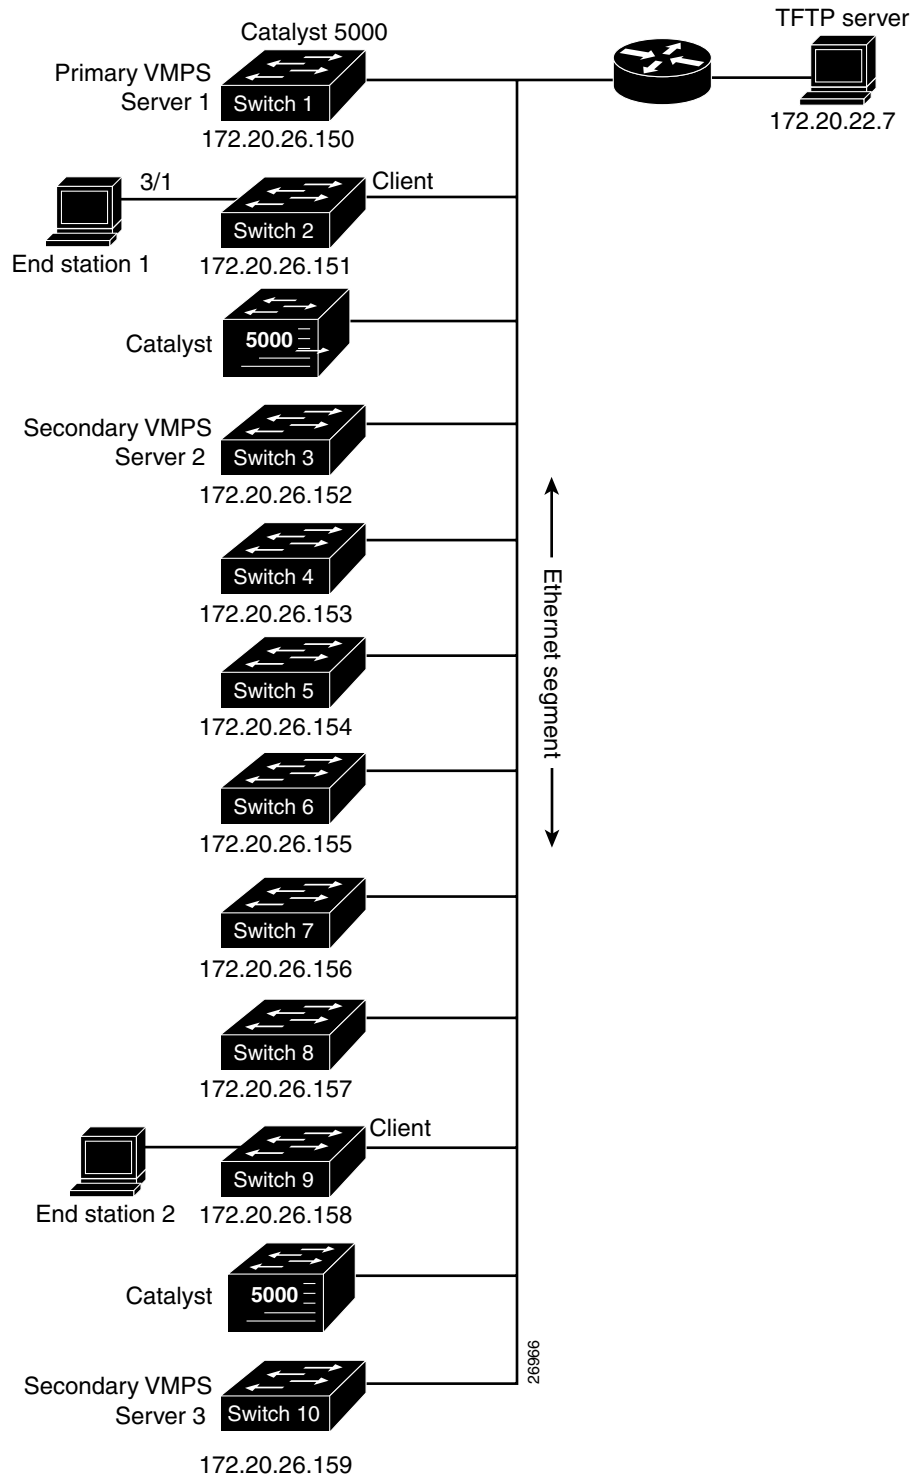 TFTP server
Catalyst 5000
Primary VMPS
Server 1
Switch 1
172.20.26.150
172.20.22.7
3/1
Client
Switch 2
End station 1
172.20.26.151
Catalyst
5000
Secondary VMPS
Server 2
Switch 3
172.20.26.152
Switch 4
172.20.26.153
Ethernet segment
Switch 5
172.20.26.154
Switch 6
172.20.26.155
Switch 7
172.20.26.156
Switch 8
172.20.26.157
Client
Switch 9
End station 2
172.20.26.158
Catalyst
5000
26966
Secondary VMPS
Server 3
Switch 10
172.20.26.159